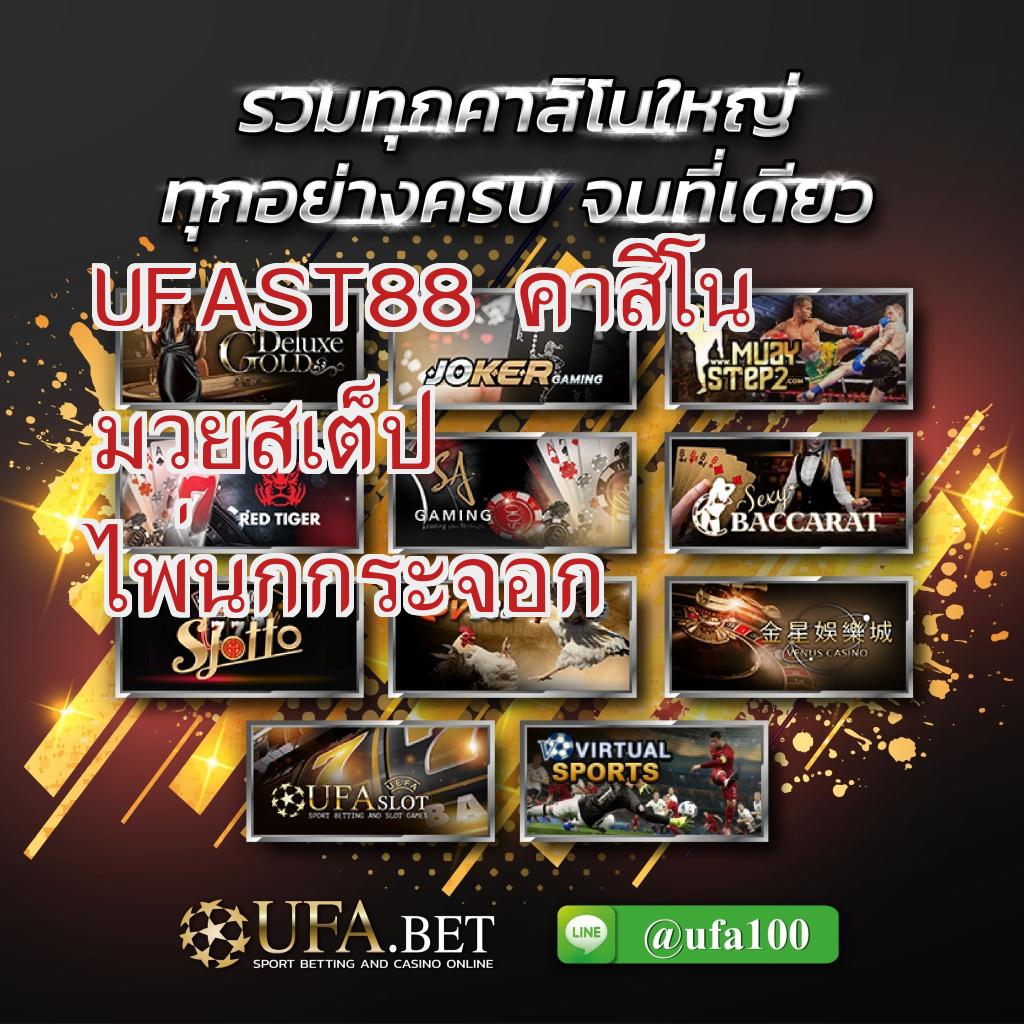 รวมทุกคาสิโนใหญ่
ทุกอย่างครบ จบที่เดียว
UFAST88 คาสิโน
มวยสเต็ป
ไพ่นกกระจอก
Deluxe
GOLD
JOKER GAMING
WWW.
MUAY
STEP2.COM
RED TIGER
SA
GAMING
Sexy
BACCARAT
Slotto
金星娛樂城
VENUS CASINO
UEFA
UFA SLOT
SPORT BETTING AND SLOT GAMES
VIRTUAL
SPORTS
UFA.BET
SPORT BETTING AND CASINO ONLINE
LINE @ufa100